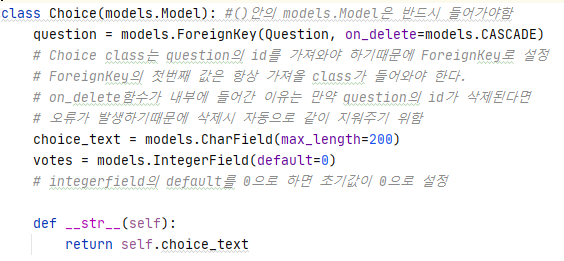 class Choice(models.Model): #()안의 models.Model은 반드시 들어가야함
    question = models.ForeignKey(Question, on_delete=models.CASCADE)
    # Choice class는 question의 id를 가져와야 하기때문에 ForeignKey로 설정
    # ForeignKey의 첫번째 값은 항상 가져올 class가 들어와야 한다.
    # on_delete함수가 내부에 들어간 이유는 만약 question의 id가 삭제된다면
    # 오류가 발생하기때문에 삭제시 자동으로 같이 지워주기 위함
    choice_text = models.CharField(max_length=200)
    votes = models.IntegerField(default=0)
    # integerfield의 default를 0으로 하면 초기값이 0으로 설정

    def __str__(self):
        return self.choice_text